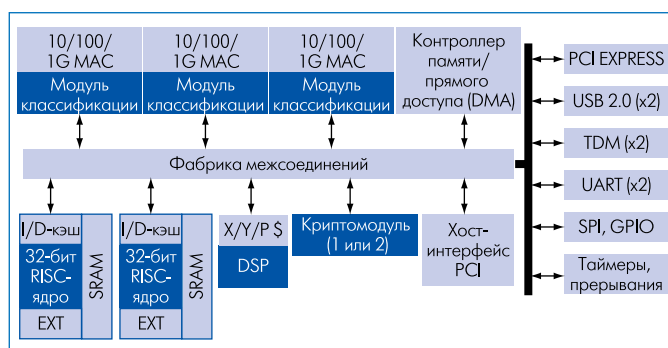 10/100/
1G MAC
Модуль
классификации
10/100/
1G MAC
Модуль
классификации
10/100/
1G MAC
Модуль
классификации
Контроллер
памяти/
прямого
доступа (DMA)
Фабрика межсоединений
I/D-кэш
32-бит
RISC-
ядро
EXT
SRAM
I/D-кэш
32-бит
RISC-
ядро
EXT
SRAM
X/Y/P $
DSP
Криптомодуль
(1 или 2)
Хост-
интерфейс
PCI
PCI EXPRESS
USB 2.0 (x2)
TDM (x2)
UART (x2)
SPI, GPIO
Таймеры,
прерывания